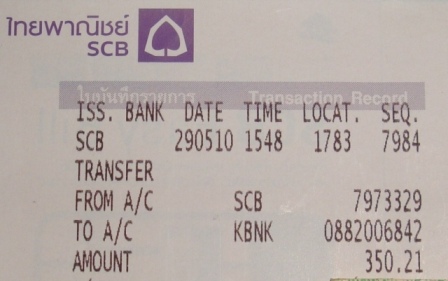 ไทยพาณิชย์
SCB
ใบบันทึกรายการ Transaction Record
ISS. BANK DATE TIME LOCAT. SEQ.
SCB 290510 1548 1783 7984
TRANSFER
FROM A/C SCB 7973329
TO A/C KBNK 0882006842
AMOUNT 350.21